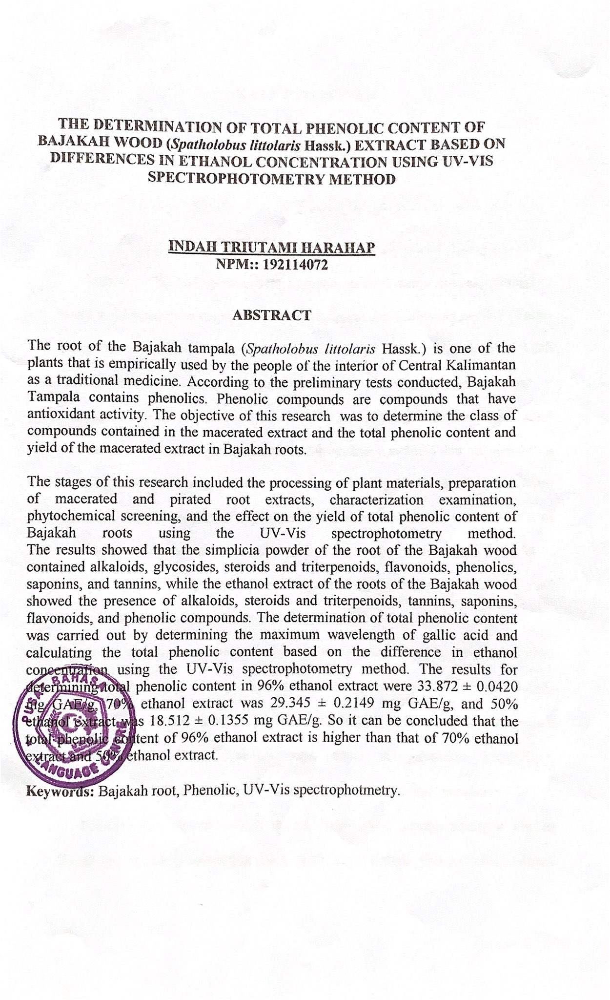 THE DETERMINATION OF TOTAL PHENOLIC CONTENT OF
BAJAKAH WOOD (Spatholobus littolaris Hassk.) EXTRACT BASED ON
DIFFERENCES IN ETHANOL CONCENTRATION USING UV-VIS
SPECTROPHOTOMETRY METHOD
INDAH TRIUTAMI HARAHAP
NPM:: 192114072
ABSTRACT
The root of the Bajakah tampala (Spatholobus littolaris Hassk.) is one of the
plants that is empirically used by the people of the interior of Central Kalimantan
as a traditional medicine. According to the preliminary tests conducted, Bajakah
Tampala contains phenolics. Phenolic compounds are compounds that have
antioxidant activity. The objective of this research was to determine the class of
compounds contained in the macerated extract and the total phenolic content and
yield of the macerated extract in Bajakah roots.
The stages of this research included the processing of plant materials, preparation
of macerated and pirated root extracts, characterization examination,
phytochemical screening, and the effect on the yield of total phenolic content of
Bajakah roots using the UV-Vis spectrophotometry method.
The results showed that the simplicia powder of the root of the Bajakah wood
contained alkaloids, glycosides, steroids and triterpenoids, flavonoids, phenolics,
saponins, and tannins, while the ethanol extract of the roots of the Bajakah wood
showed the presence of alkaloids, steroids and triterpenoids, tannins, saponins,
flavonoids, and phenolic compounds. The determination of total phenolic content
was carried out by determining the maximum wavelength of gallic acid and
calculating the total phenolic content based on the difference in ethanol
concentration using the UV-Vis spectrophotometry method. The results for
determining total phenolic content in 96% ethanol extract were 33.872 ± 0.0420
mg GAE/g, 70% ethanol extract was 29.345 ± 0.2149 mg GAE/g, and 50%
ethanol extract was 18.512 ± 0.1355 mg GAE/g. So it can be concluded that the
total phenolic content of 96% ethanol extract is higher than that of 70% ethanol
extract and 50% ethanol extract.
PUSAT BAHASA
LANGUAGE CENTRE
Keywords: Bajakah root, Phenolic, UV-Vis spectrophotmetry.